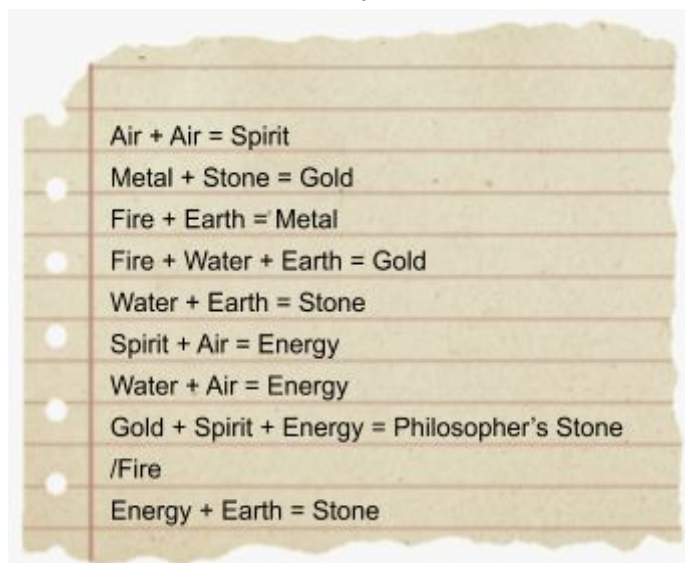 Air + Air = Spirit
Metal + Stone = Gold
Fire + Earth = Metal
Fire + Water + Earth = Gold
Water + Earth = Stone
Spirit + Air = Energy
Water + Air = Energy
Gold + Spirit + Energy = Philosopher’s Stone
/Fire
Energy + Earth = Stone